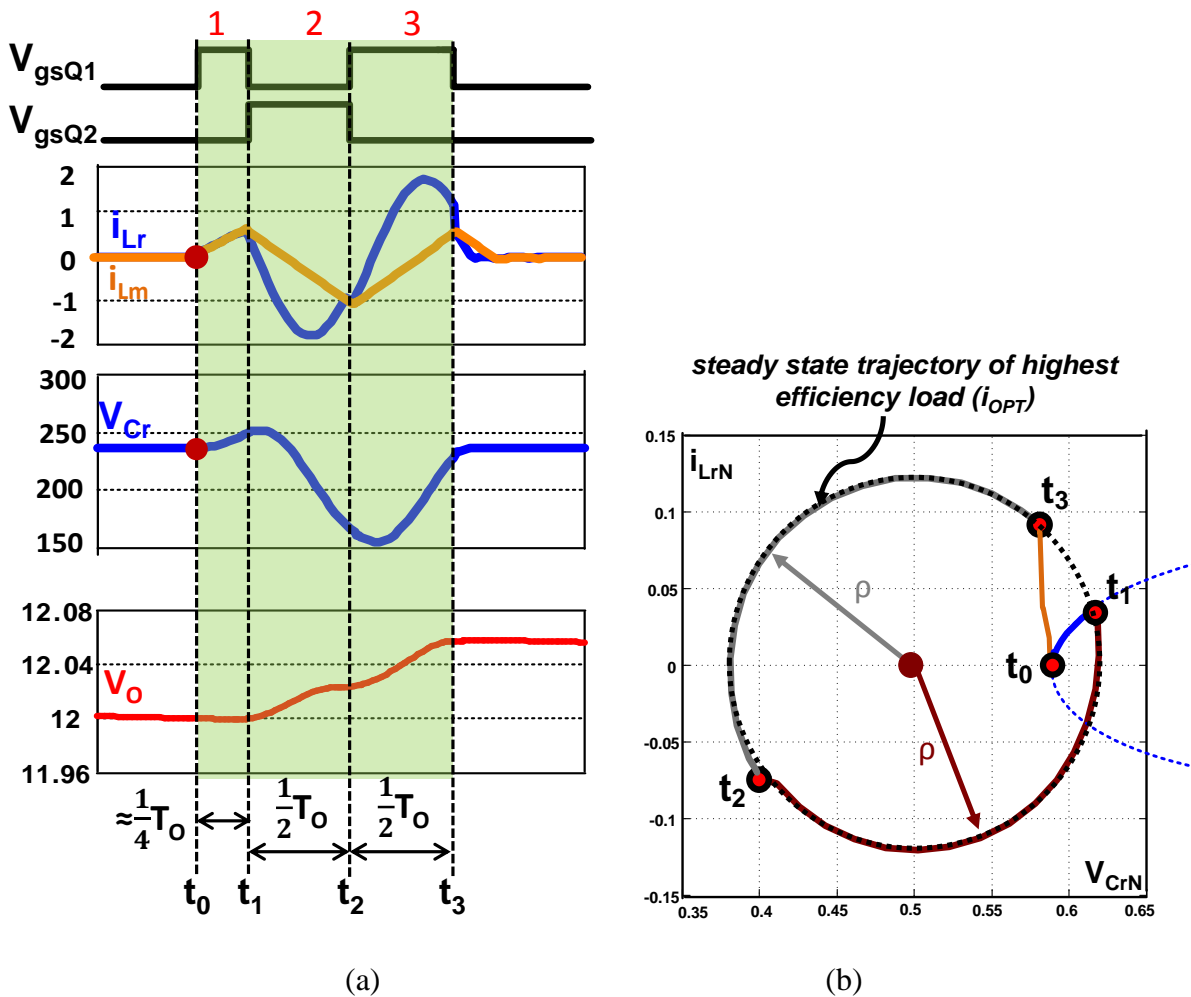 1 2 3
VgsQ1
VgsQ2
2
1
0
-1
-2
iLr
iLm
300
250
200
150
VCr
12.08
12.04
12
11.96
VO
≈1/4TO
1/2TO
1/2TO
t0 t1 t2 t3
(a)
steady state trajectory of highest
efficiency load (iOPT)
0.15
0.1
0.05
0
-0.05
-0.1
-0.15
iLrN
t3
t1
t0
t2
ρ
ρ
VCrN
0.35 0.4 0.45 0.5 0.55 0.6 0.65
(b)